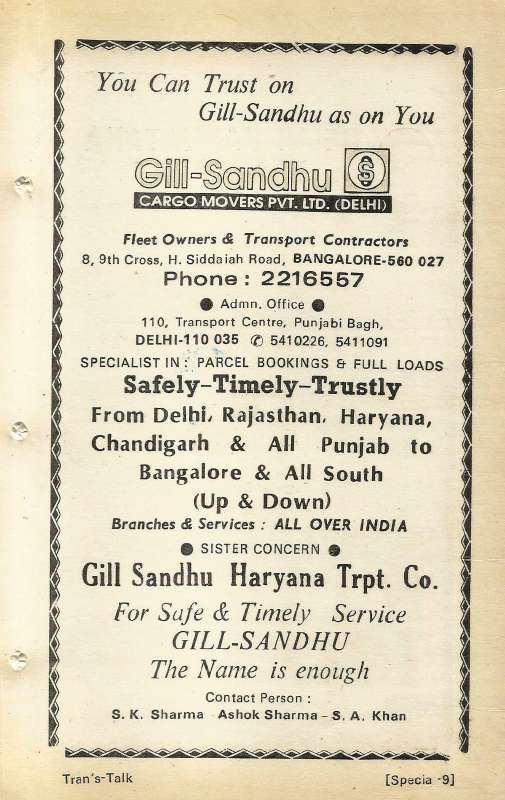 You Can Trust on
Gill-Sandhu as on You
Gill-Sandhu
CARGO MOVERS PVT. LTD. (DELHI)
Fleet Owners & Transport Contractors
8, 9th Cross, H. Siddaiah Road, BANGALORE-560 027
Phone : 2216557
● Admn. Office ●
110, Transport Centre, Punjabi Bagh,
DELHI-110 035 ✆ 5410226, 5411091
SPECIALIST IN : PARCEL BOOKINGS & FULL LOADS
Safely-Timely-Trustly
From Delhi, Rajasthan, Haryana,
Chandigarh & All Punjab to
Bangalore & All South
(Up & Down)
Branches & Services : ALL OVER INDIA
● SISTER CONCERN ●
Gill Sandhu Haryana Trpt. Co.
For Safe & Timely Service
GILL-SANDHU
The Name is enough
Contact Person :
S. K. Sharma Ashok Sharma - S. A. Khan
Tran's-Talk [Specia -9]